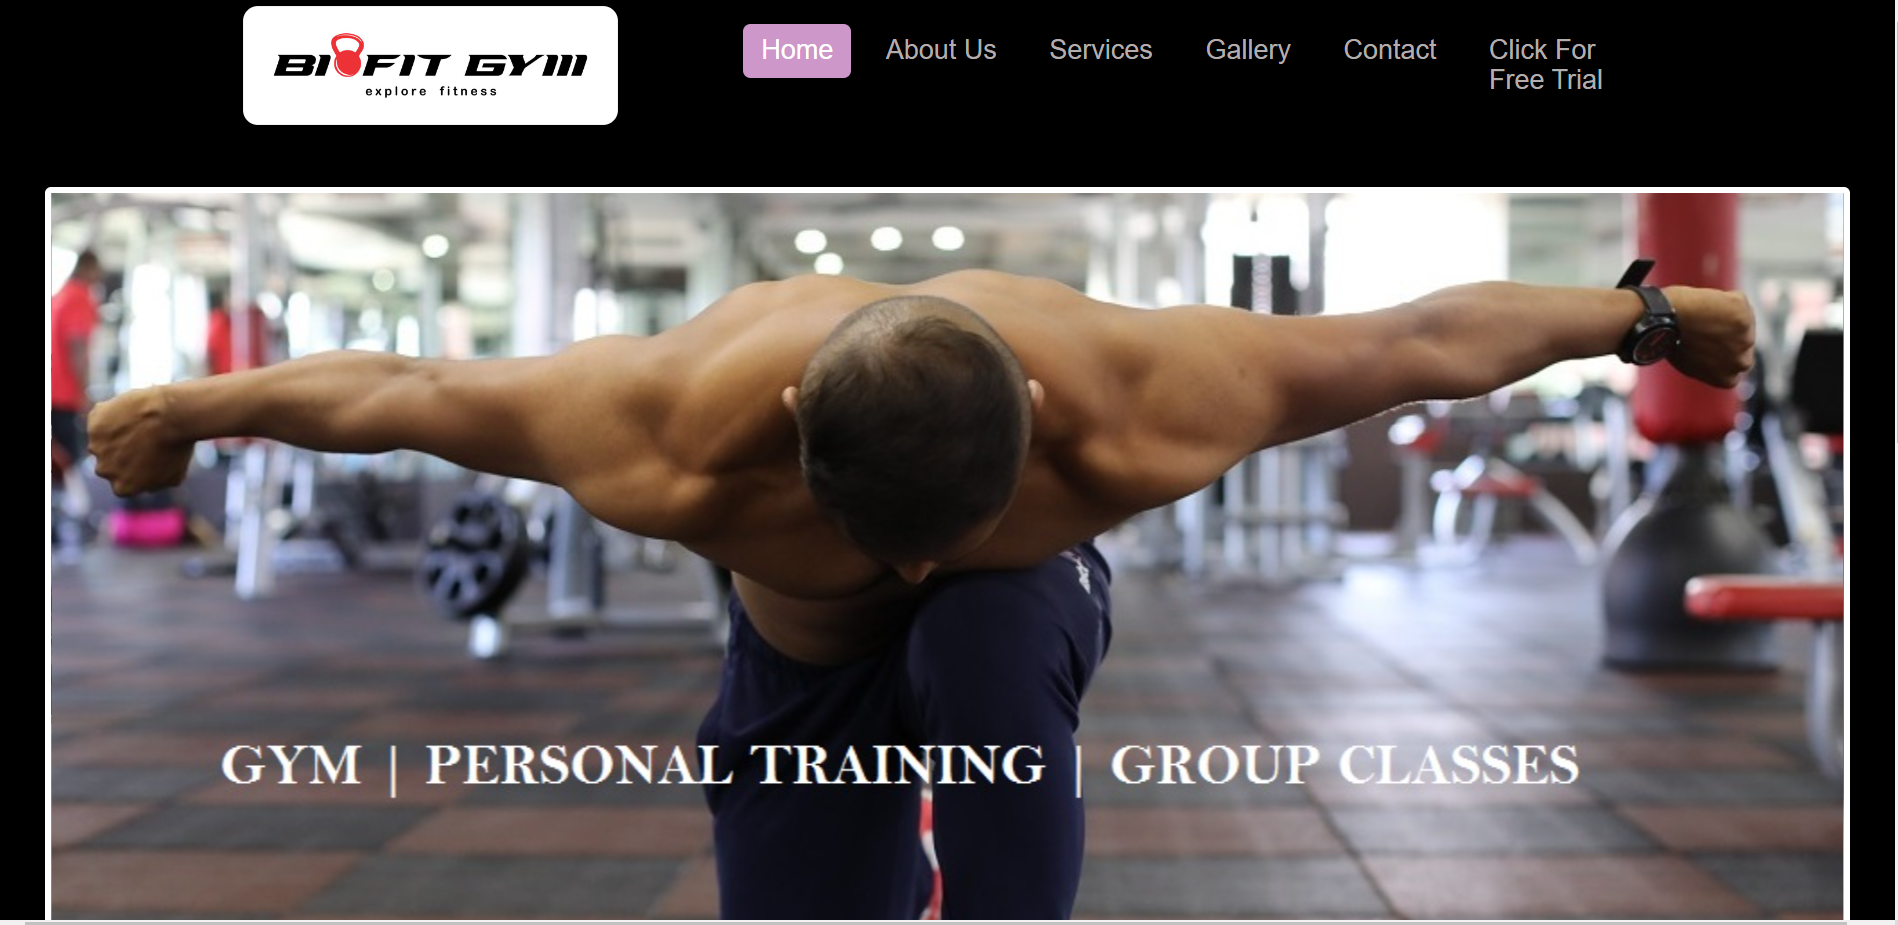 BIOFIT GYM
explore fitness
Home
About Us
Services
Gallery
Contact
Click For
Free Trial
GYM | PERSONAL TRAINING | GROUP CLASSES